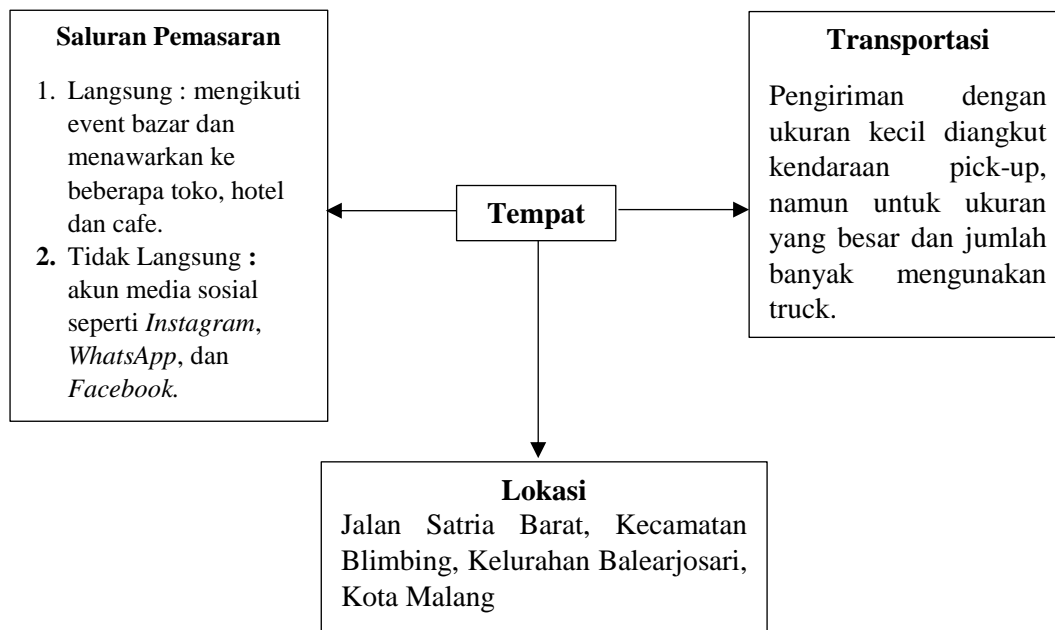 Saluran Pemasaran
1. Langsung : mengikuti
event bazar dan
menawarkan ke
beberapa toko, hotel
dan cafe.
2. Tidak Langsung :
akun media sosial
seperti Instagram,
WhatsApp, dan
Facebook.
Tempat
Transportasi
Pengiriman dengan
ukuran kecil diangkut
kendaraan pick-up,
namun untuk ukuran
yang besar dan jumlah
banyak mengunakan
truck.
Lokasi
Jalan Satria Barat, Kecamatan
Blimbing, Kelurahan Balearjosari,
Kota Malang